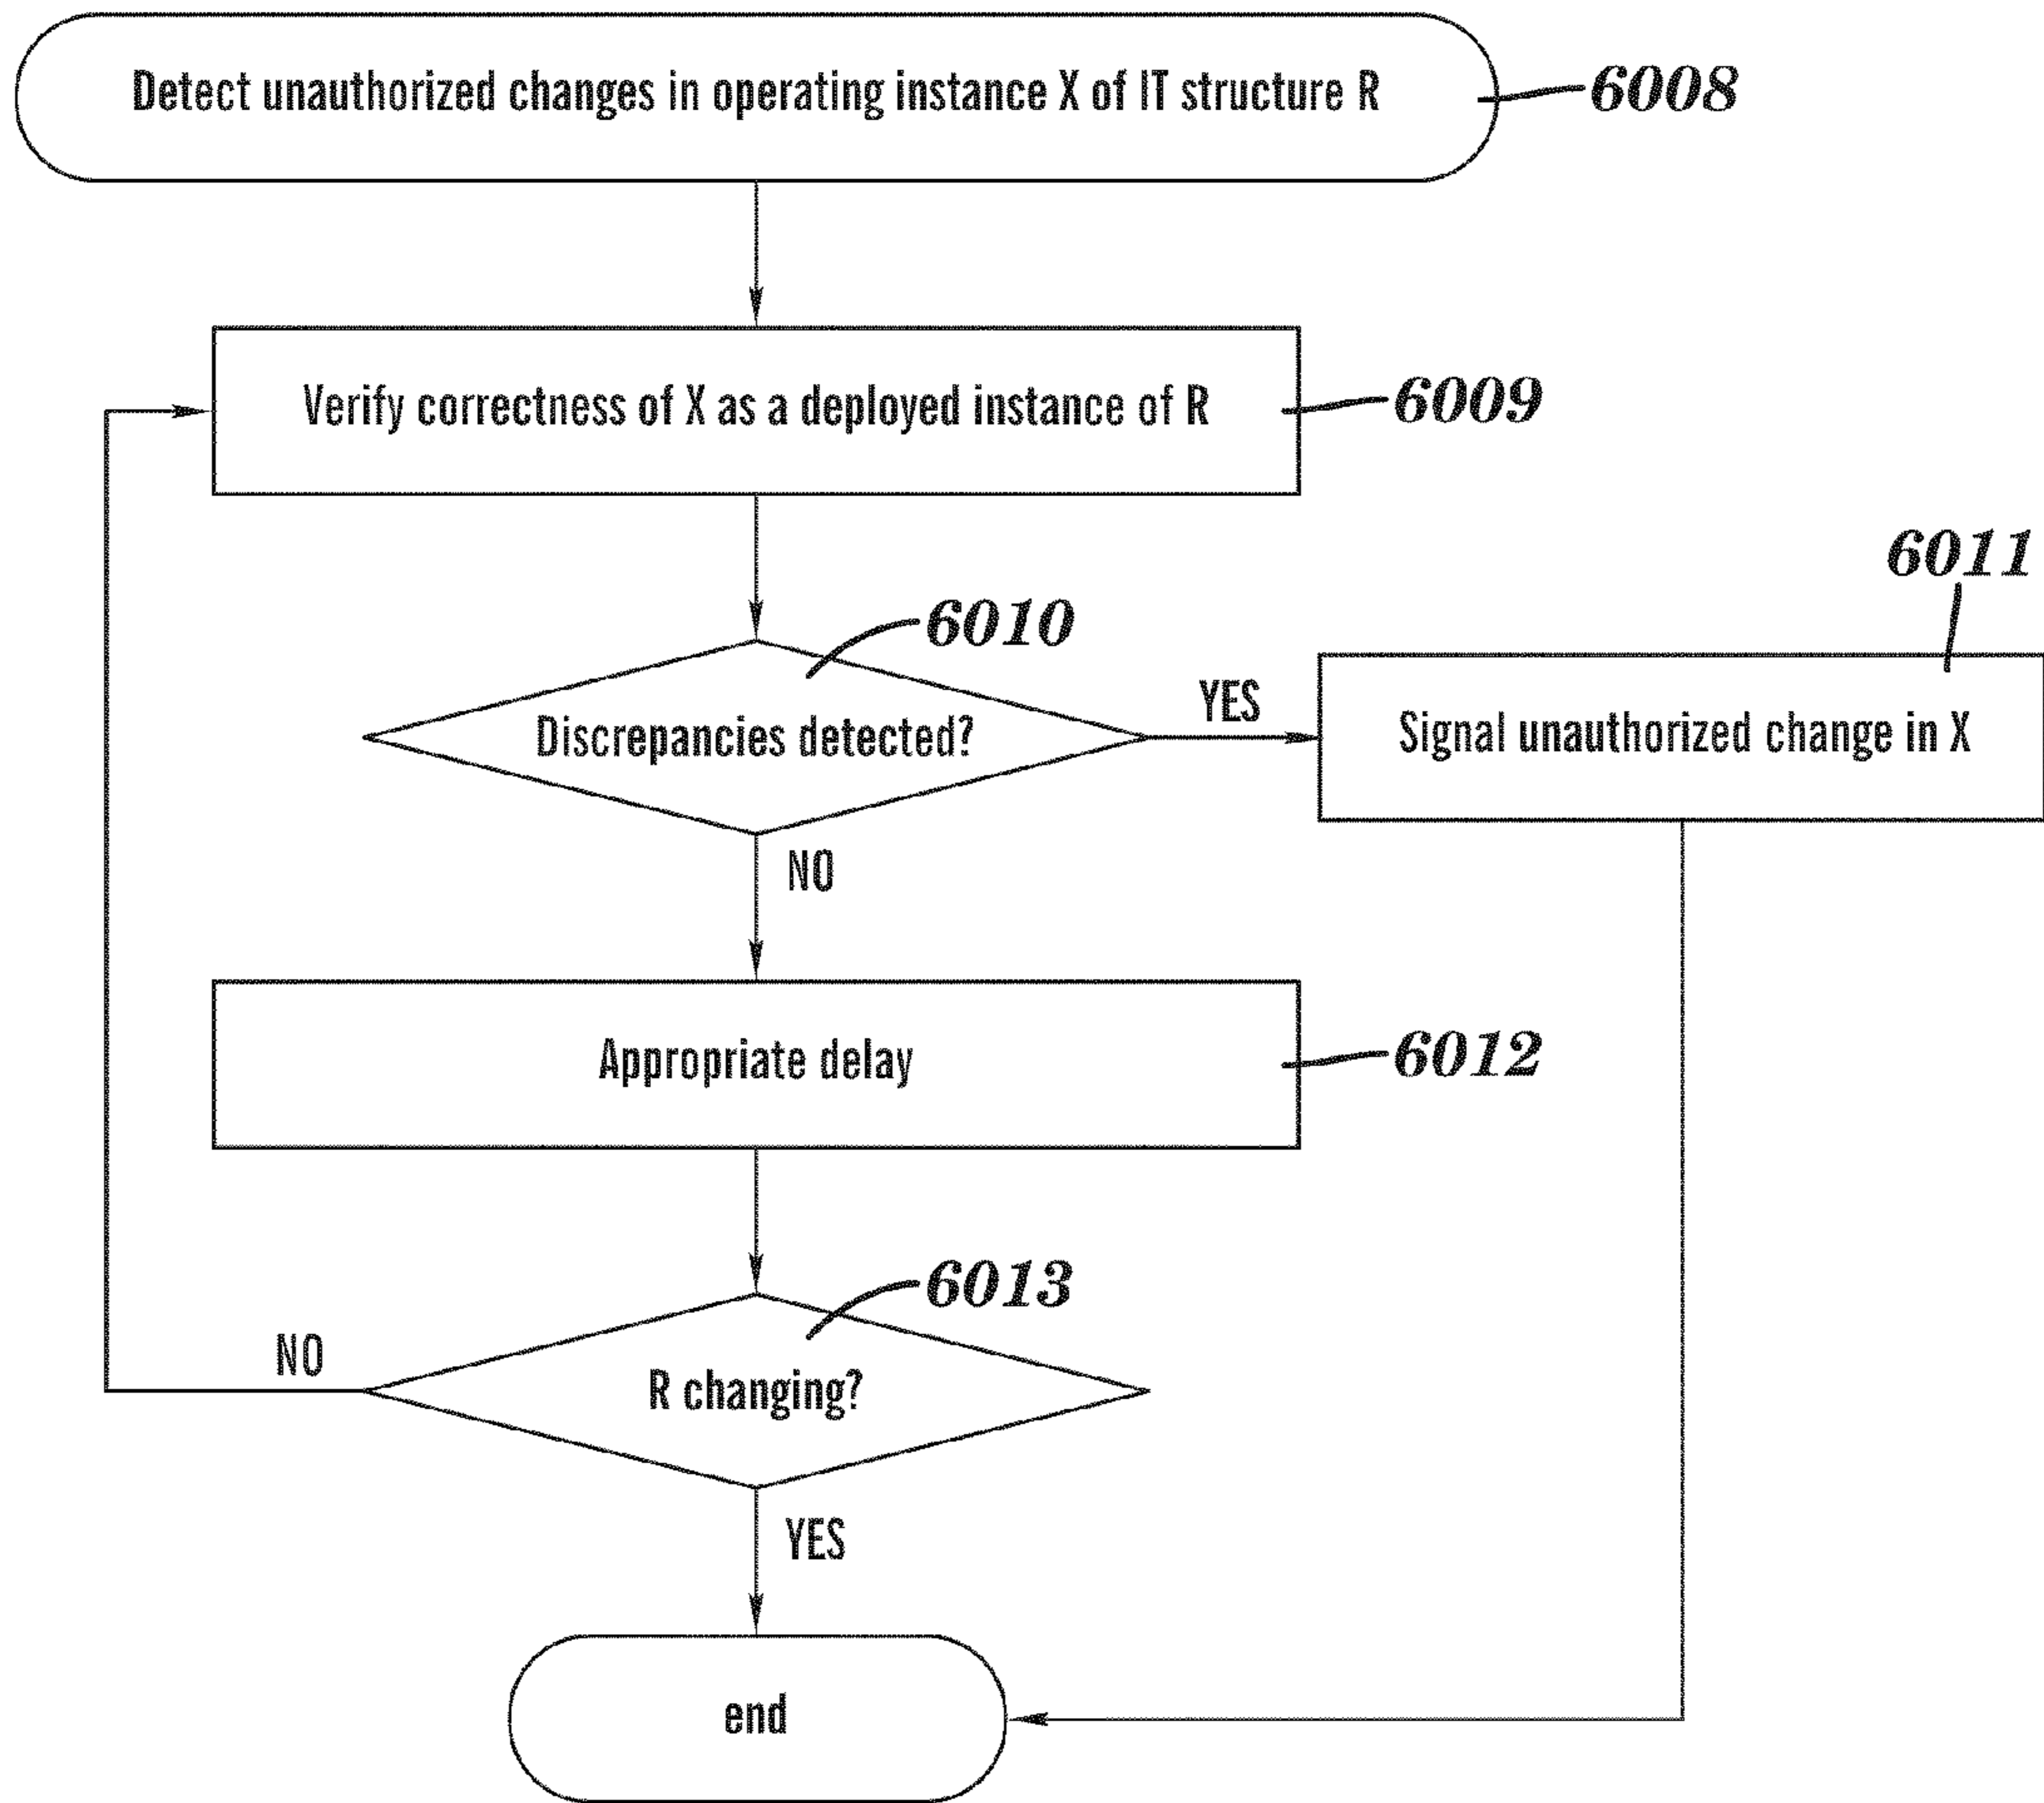 Detect unauthorized changes in operating instance X of IT structure R
6008
Verify correctness of X as a deployed instance of R
6009
6010
Discrepancies detected?
YES
6011
Signal unauthorized change in X
NO
Appropriate delay
6012
6013
R changing?
NO
YES
end